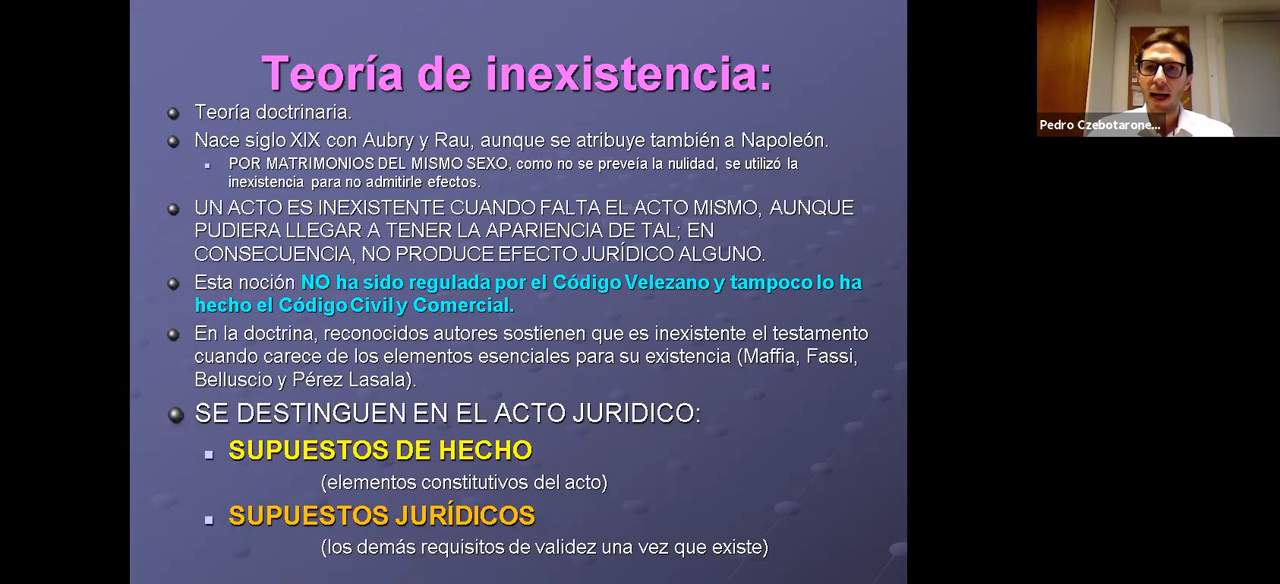 Teoría de inexistencia:
Teoría doctrinaria.
Nace siglo XIX con Aubry y Rau, aunque se atribuye también a Napoleón.
POR MATRIMONIOS DEL MISMO SEXO, como no se preveía la nulidad, se utilizó la
inexistencia para no admitirle efectos.
UN ACTO ES INEXISTENTE CUANDO FALTA EL ACTO MISMO, AUNQUE
PUDIERA LLEGAR A TENER LA APARIENCIA DE TAL; EN
CONSECUENCIA, NO PRODUCE EFECTO JURÍDICO ALGUNO.
Esta noción NO ha sido regulada por el Código Velezano y tampoco lo ha
hecho el Código Civil y Comercial.
En la doctrina, reconocidos autores sostienen que es inexistente el testamento
cuando carece de los elementos esenciales para su existencia (Maffia, Fassi,
Belluscio y Pérez Lasala).
SE DESTINGUEN EN EL ACTO JURIDICO:
SUPUESTOS DE HECHO
(elementos constitutivos del acto)
SUPUESTOS JURÍDICOS
(los demás requisitos de validez una vez que existe)
Pedro Czebotarone...